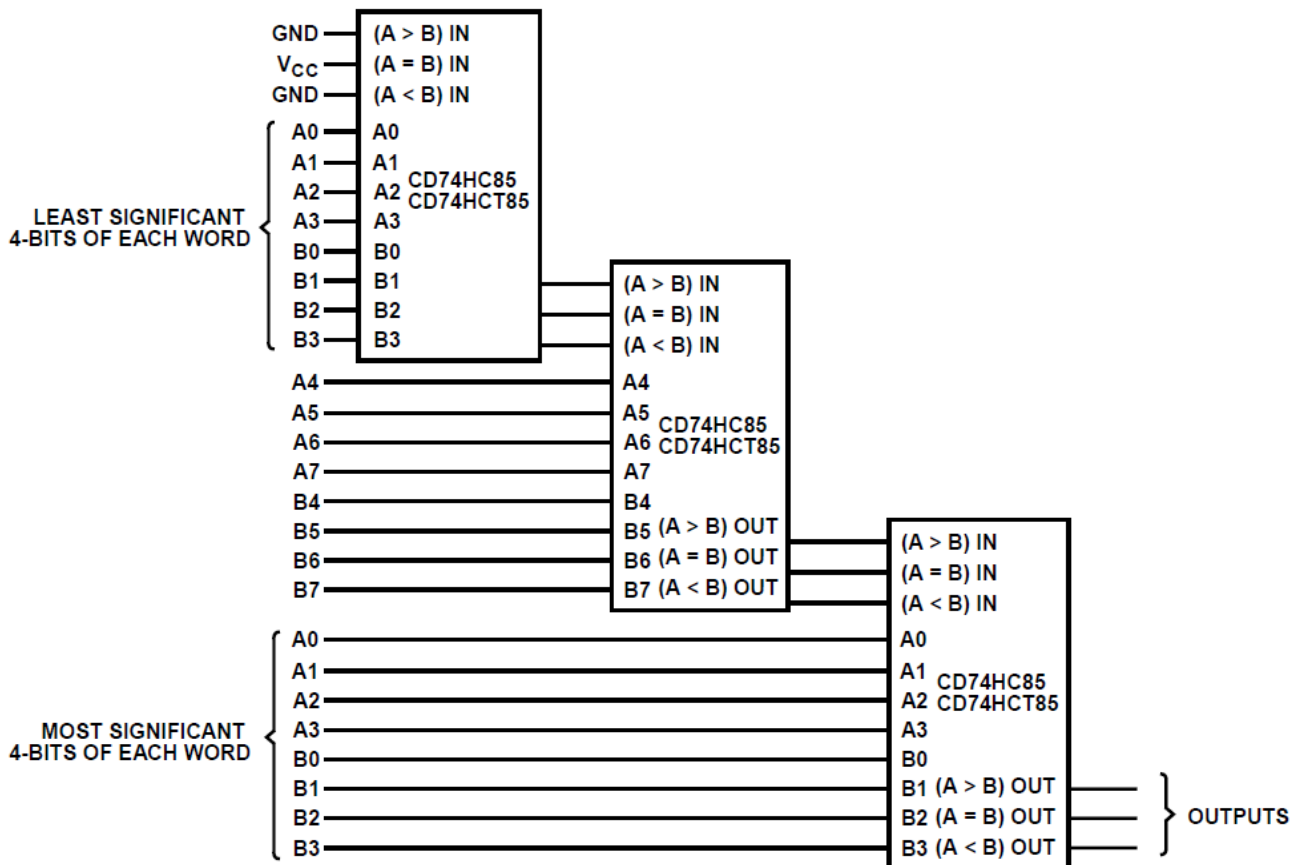 GND (A > B) IN
VCC (A = B) IN
GND (A < B) IN
A0 A0
A1 A1
A2 A2 CD74HC85
CD74HCT85
A3 A3
LEAST SIGNIFICANT
4-BITS OF EACH WORD
B0 B0
B1 B1
B2 B2
B3 B3
(A > B) IN
(A = B) IN
(A < B) IN
A4 A4
A5 A5
CD74HC85
A6 A6 CD74HCT85
A7 A7
B4 B4
B5 B5 (A > B) OUT
B6 B6 (A = B) OUT
B7 B7 (A < B) OUT
(A > B) IN
(A = B) IN
(A < B) IN
A0 A0
A1 A1
CD74HC85
A2 A2 CD74HCT85
A3 A3
MOST SIGNIFICANT
4-BITS OF EACH WORD
B0 B0
B1 B1 (A > B) OUT
B2 B2 (A = B) OUT
B3 B3 (A < B) OUT
OUTPUTS